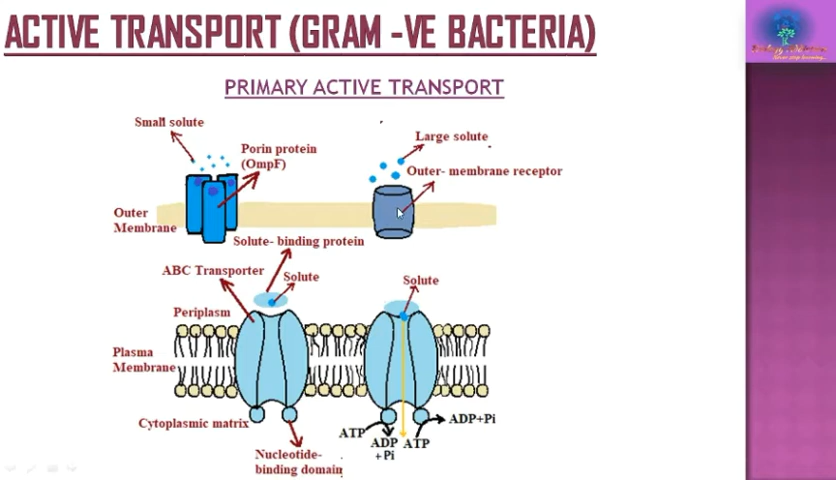 ACTIVE TRANSPORT (GRAM -VE BACTERIA)
PRIMARY ACTIVE TRANSPORT
Small solute
Large solute
Porin protein
(OmpF)
Outer- membrane receptor
Outer
Membrane
Solute- binding protein
ABC Transporter
Solute
Solute
Periplasm
Plasma
Membrane
Cytoplasmic matrix
ATP
ADP
+Pi
ATP
ADP+Pi
Nucleotide-
binding domain